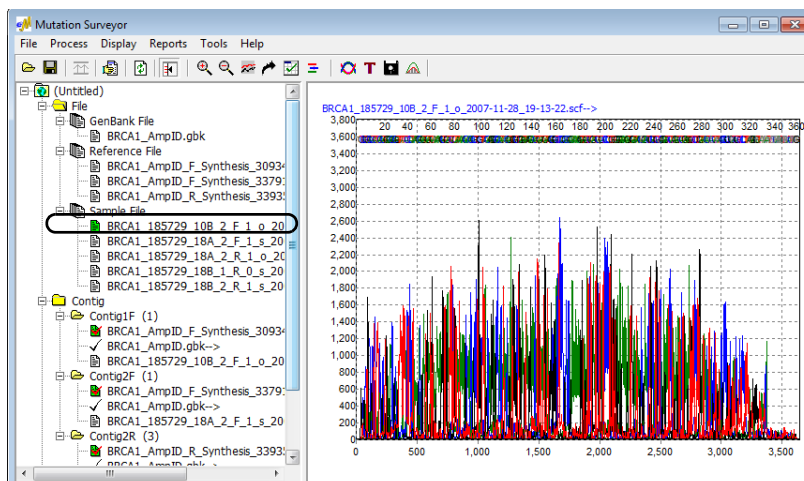 Mutation Surveyor
File Process Display Reports Tools Help
(Untitled)
File
GenBank File
BRCA1_AmpID.gbk
Reference File
BRCA1_AmpID_F_Synthesis_3093
BRCA1_AmpID_F_Synthesis_3379
BRCA1_AmpID_R_Synthesis_3393
Sample File
BRCA1_185729_10B_2_F_1_o_20
BRCA1_185729_18A_2_F_1_s_20
BRCA1_185729_18A_2_R_1_o_20
BRCA1_185729_18B_1_R_0_s_20
BRCA1_185729_18B_2_R_1_s_20
Contig
Contig1F (1)
BRCA1_AmpID_F_Synthesis_3093
BRCA1_AmpID.gbk-->
BRCA1_185729_10B_2_F_1_o_20
Contig2F (1)
BRCA1_AmpID_F_Synthesis_3379
BRCA1_AmpID.gbk-->
BRCA1_185729_18A_2_F_1_s_20
Contig2R (3)
BRCA1_AmpID_R_Synthesis_3393
BRCA1_185729_10B_2_F_1_o_2007-11-28_19-13-22.scf-->
20 40 60 80 100 120 140 160 180 200 220 240 260 280 300 320 340 36
3,800
3,600
3,400
3,200
3,000
2,800
2,600
2,400
2,200
2,000
1,800
1,600
1,400
1,200
1,000
800
600
400
200
0
0 500 1,000 1,500 2,000 2,500 3,000 3,500